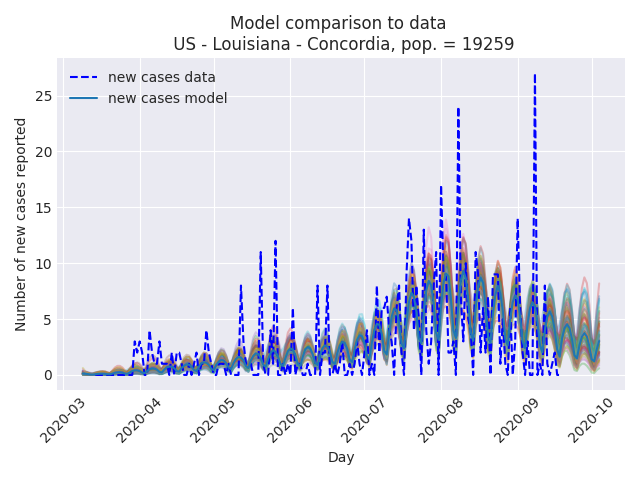 Model comparison to data
US - Louisiana - Concordia, pop. = 19259
new cases data
new cases model
Number of new cases reported
25
20
15
10
5
0
2020-03
2020-04
2020-05
2020-06
2020-07
2020-08
2020-09
2020-10
Day